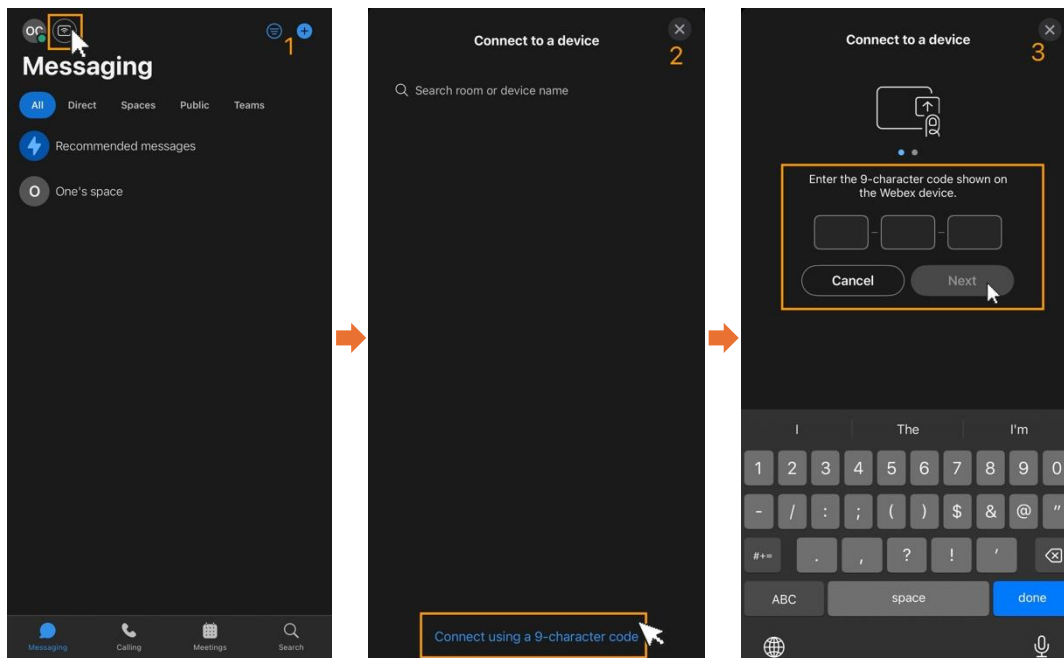 OC
1
Messaging
All Direct Spaces Public Teams
Recommended messages
O One's space
Messaging Calling Meetings Search
Connect to a device
2
Search room or device name
Connect using a 9-character code
Connect to a device
3
Enter the 9-character code shown on
the Webex device.
- -
Cancel Next
I The I'm
1 2 3 4 5 6 7 8 9 0
- / : ; ( ) $ & @ "
#+= . , ? ! '
ABC space done